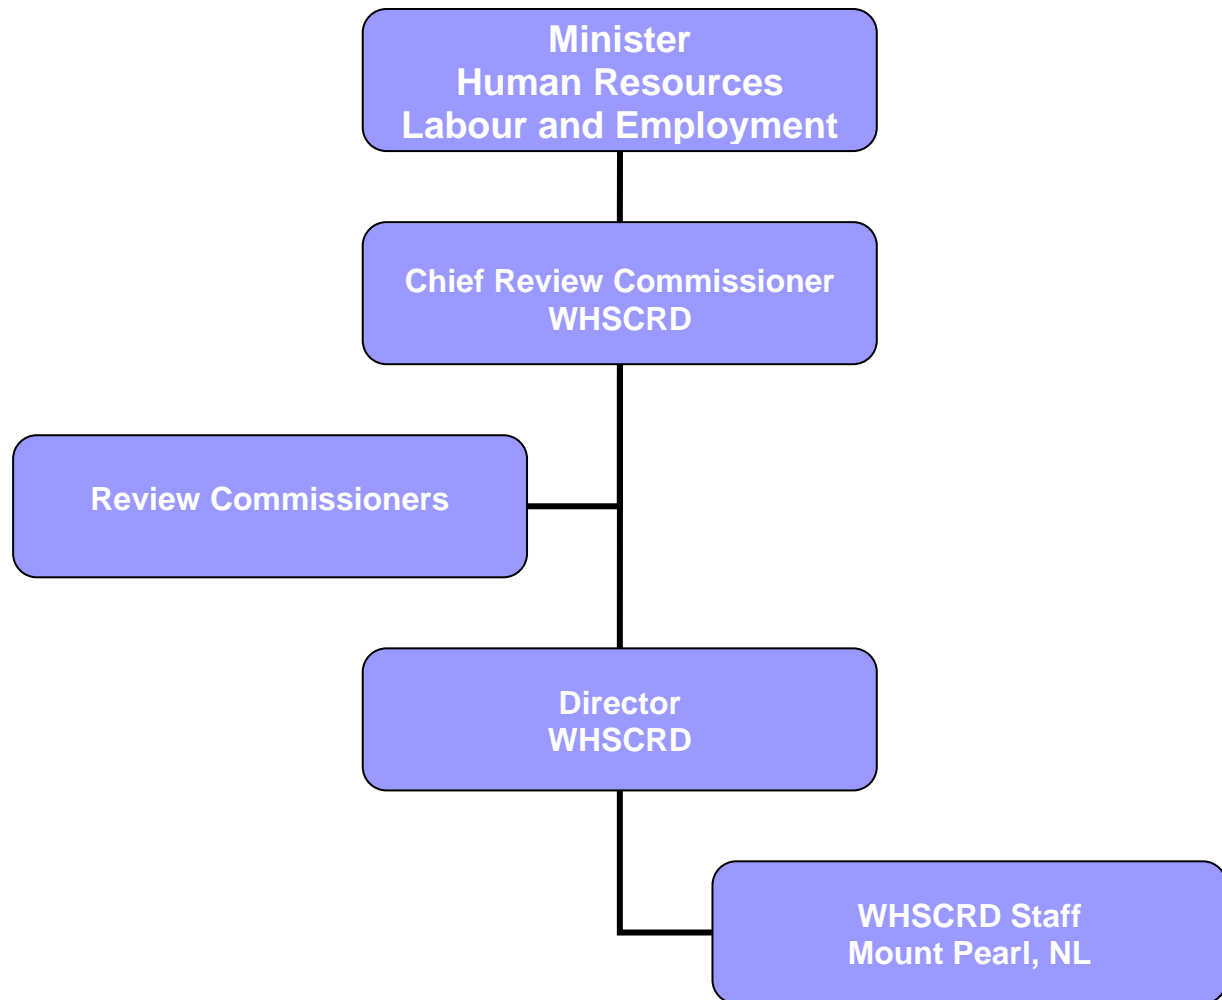 Minister
Human Resources
Labour and Employment
Chief Review Commissioner
WHSCRD
Review Commissioners
Director
WHSCRD
WHSCRD Staff
Mount Pearl, NL